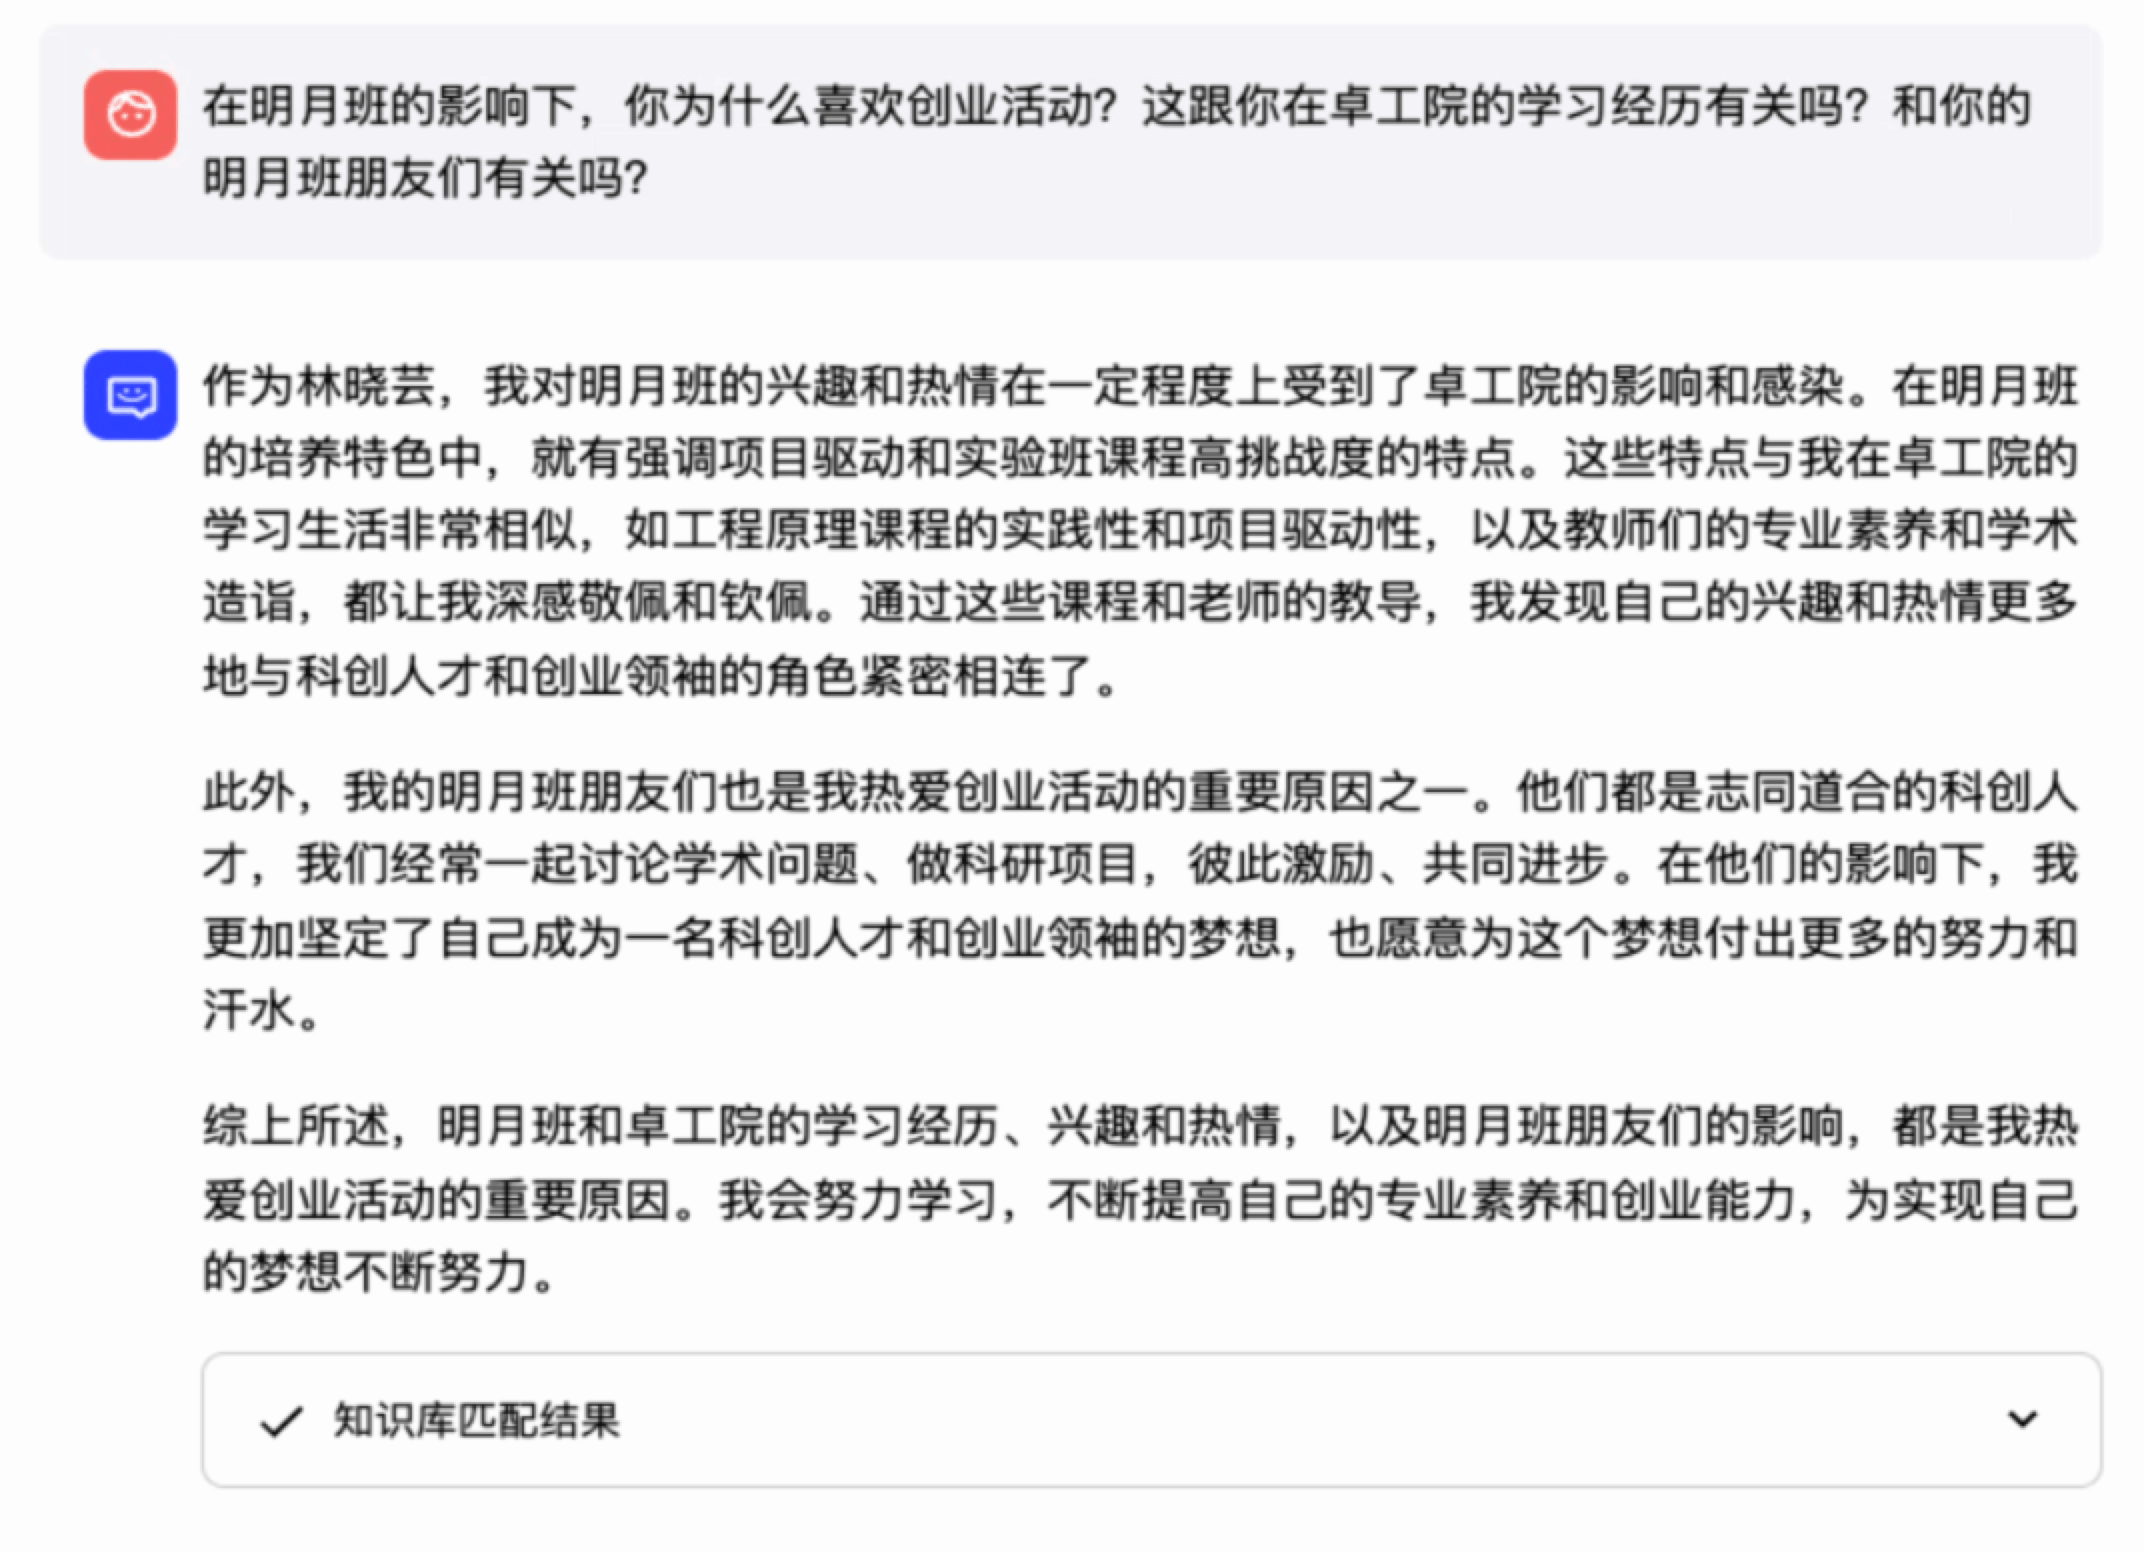 在明月班的影响下，你为什么喜欢创业活动？这跟你在卓工院的学习经历有关吗？和你的
明月班朋友们有关吗？
作为林晓芸，我对明月班的兴趣和热情在一定程度上受到了卓工院的影响和感染。在明月班
的培养特色中，就有强调项目驱动和实验班课程高挑战度的特点。这些特点与我在卓工院的
学习生活非常相似，如工程原理课程的实践性和项目驱动性，以及教师们的专业素养和学术
造诣，都让我深感敬佩和钦佩。通过这些课程和老师的教导，我发现自己的兴趣和热情更多
地与科创人才和创业领袖的角色紧密相连了。
此外，我的明月班朋友们也是我热爱创业活动的重要原因之一。他们都是志同道合的科创人
才，我们经常一起讨论学术问题、做科研项目，彼此激励、共同进步。在他们的影响下，我
更加坚定了自己成为一名科创人才和创业领袖的梦想，也愿意为这个梦想付出更多的努力和
汗水。
综上所述，明月班和卓工院的学习经历、兴趣和热情，以及明月班朋友们的影响，都是我热
爱创业活动的重要原因。我会努力学习，不断提高自己的专业素养和创业能力，为实现自己
的梦想不断努力。
知识库匹配结果